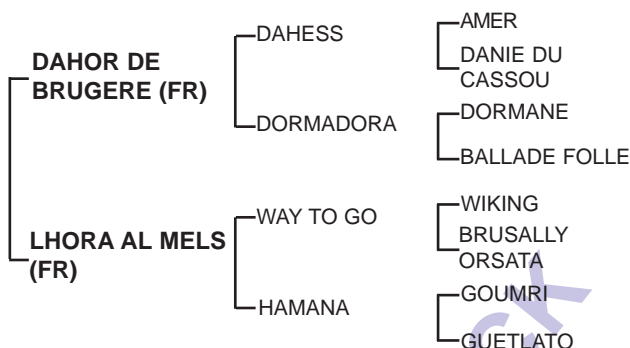 DAHOR DE
BRUGERE (FR)
LHORA AL MELS
(FR)
DAHESS
DORMADORA
WAY TO GO
HAMANA
AMER
DANIE DU
CASSOU
DORMANE
BALLADE FOLLE
WIKING
BRUSALLY
ORSATA
GOUMRI
GUETLATO
CK